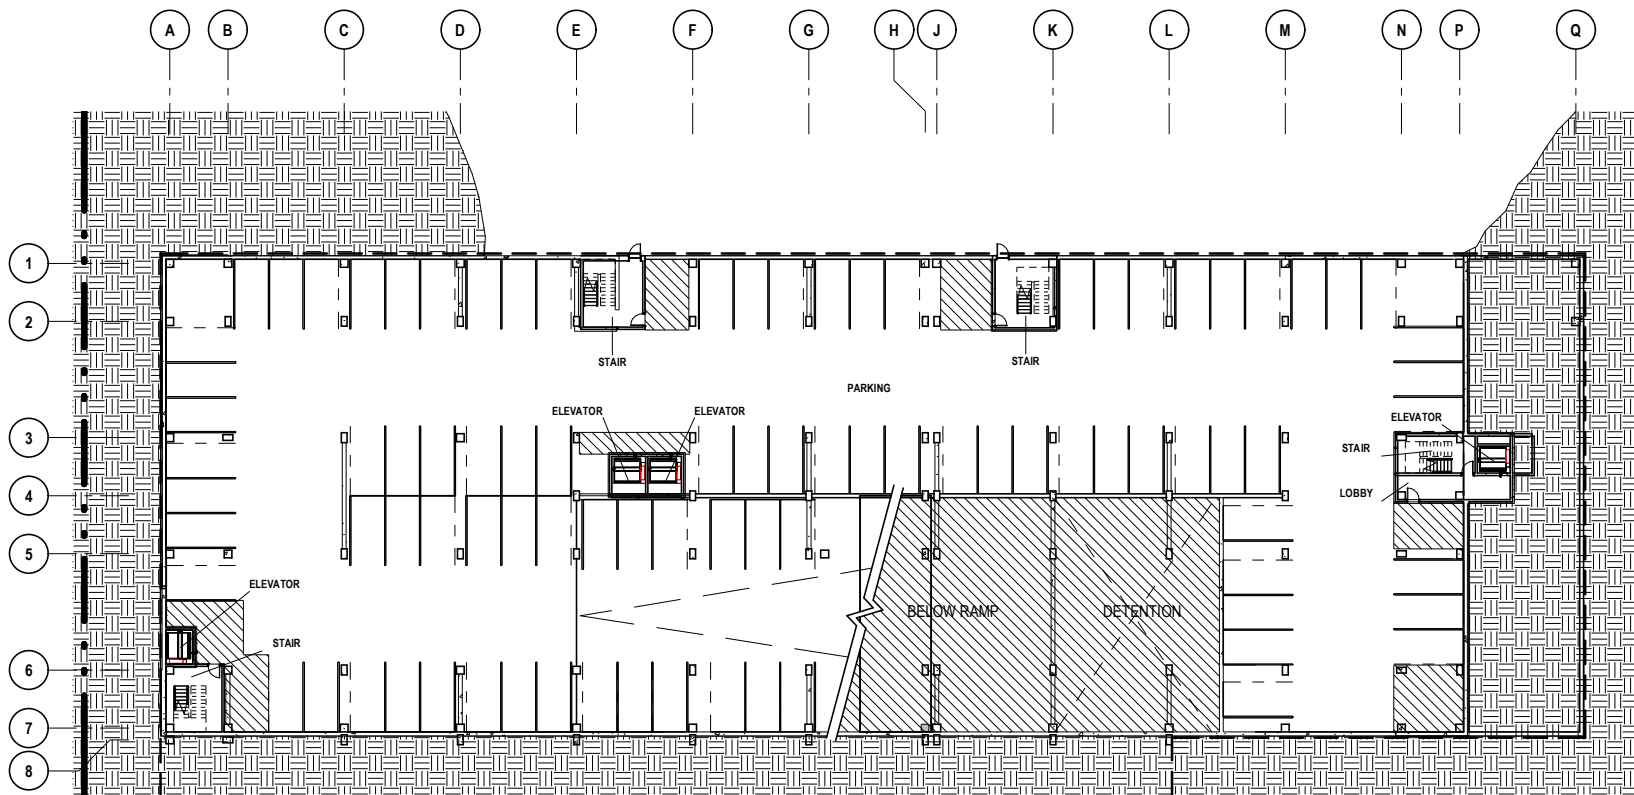 A B C D E F G H J K L M N P Q
1
2
STAIR
STAIR
PARKING
ELEVATOR
ELEVATOR
ELEVATOR
3
STAIR
4
LOBBY
5
ELEVATOR
BELOW RAMP
DETENTION
STAIR
6
7
8